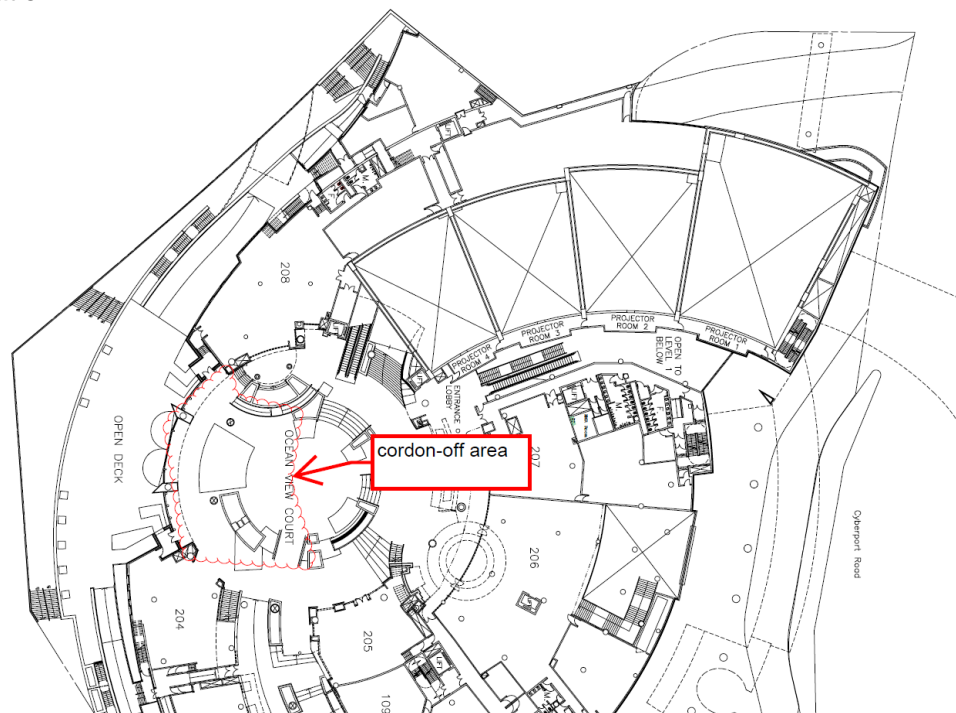 208
PROJECTOR
ROOM 4
PROJECTOR
ROOM 3
PROJECTOR
ROOM 2
PROJECTOR
ROOM 1
OPEN TO
LEVEL 1
BELOW
ENTRANCE
LOBBY
OPEN DECK
OCEAN VIEW COURT
cordon-off area
207
206
Cyberport Road
204
205
LIFT
109